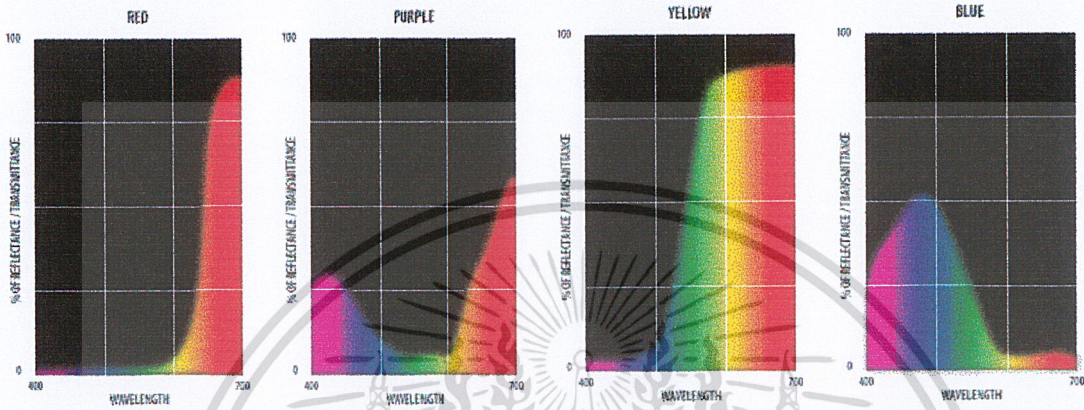 RED
100
% OF REFLECTANCE / TRANSMITTANCE
0
400
700
WAVELENGTH
PURPLE
100
% OF REFLECTANCE / TRANSMITTANCE
0
400
700
WAVELENGTH
YELLOW
100
% OF REFLECTANCE / TRANSMITTANCE
0
400
700
WAVELENGTH
BLUE
100
% OF REFLECTANCE / TRANSMITTANCE
0
400
700
WAVELENGTH